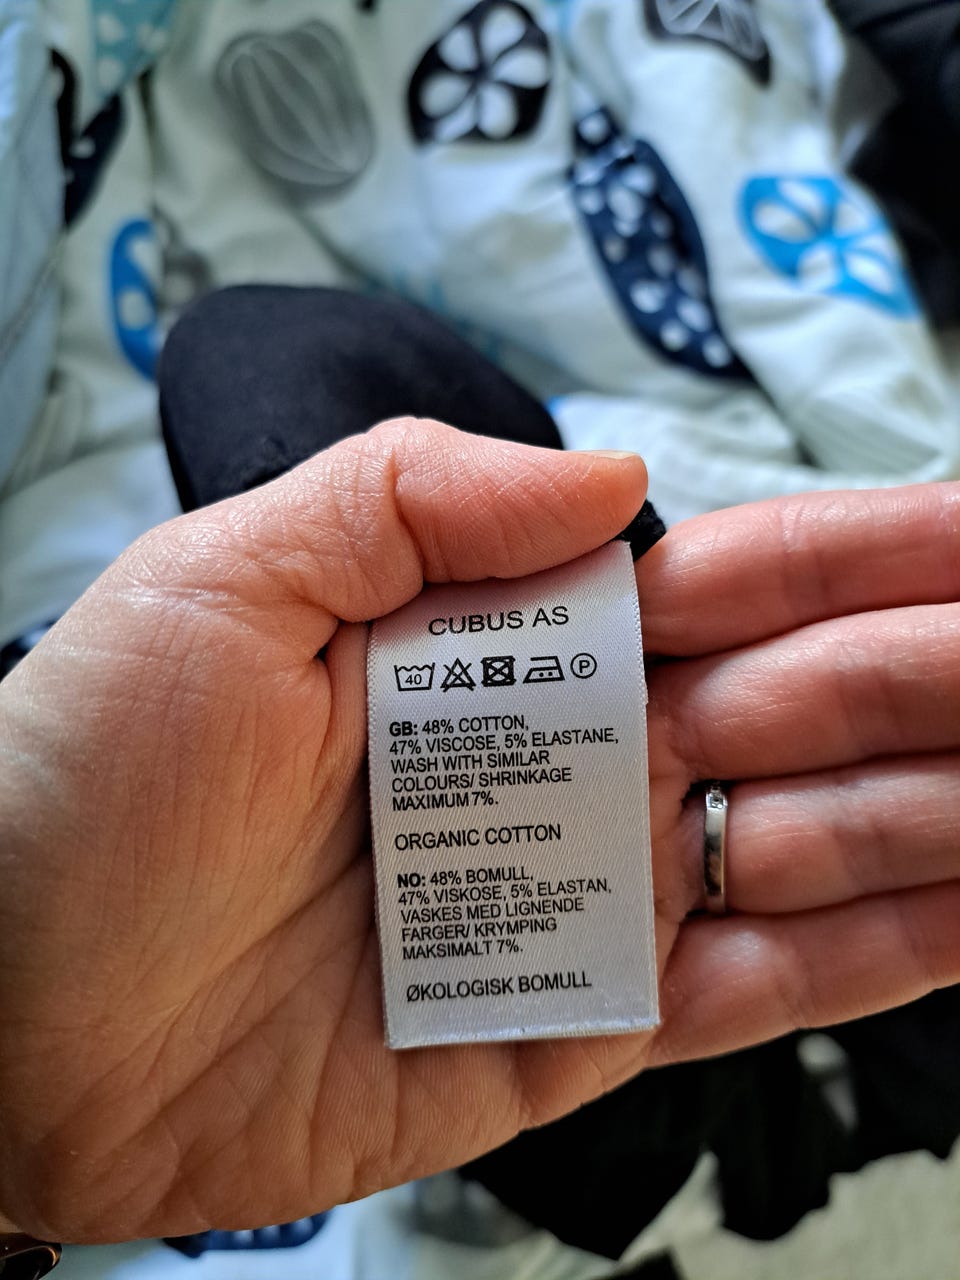 CUBUS AS
40 P
GB: 48% COTTON,
47% VISCOSE, 5% ELASTANE,
WASH WITH SIMILAR
COLOURS/ SHRINKAGE
MAXIMUM 7%.
ORGANIC COTTON
NO: 48% BOMULL,
47% VISKOSE, 5% ELASTAN,
VASKES MED LIGNENDE
FARGER/ KRYMPING
MAKSIMALT 7%.
ØKOLOGISK BOMULL